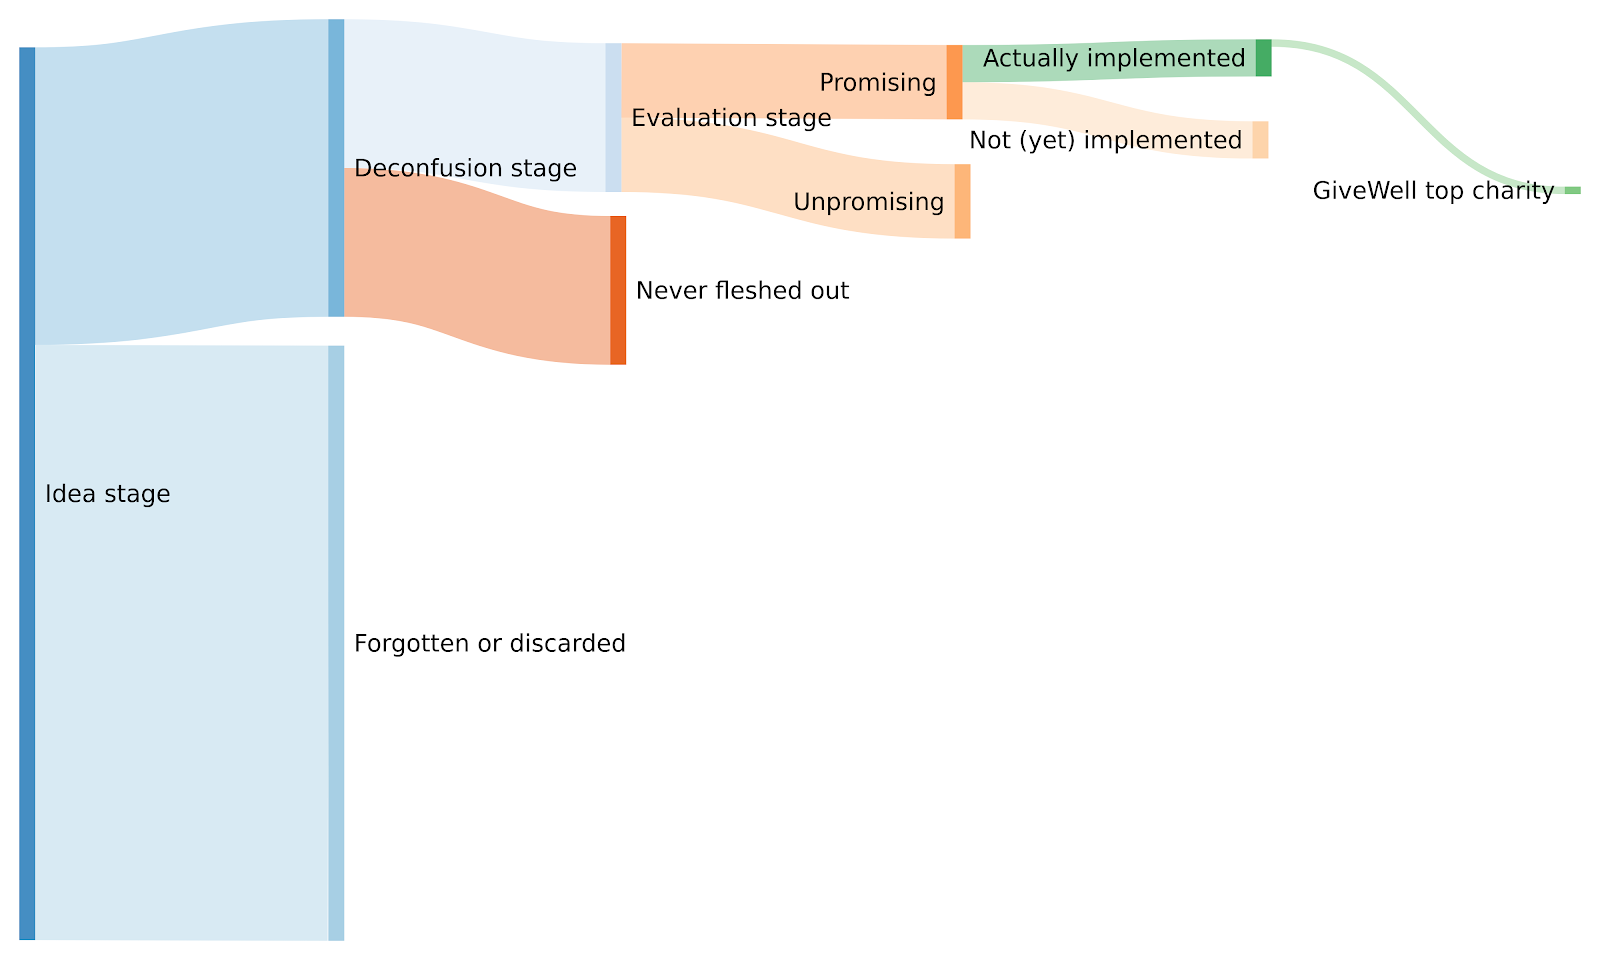 Actually implemented
Promising
Evaluation stage
Not (yet) implemented
Deconfusion stage
GiveWell top charity
Unpromising
Never fleshed out
Idea stage
Forgotten or discarded